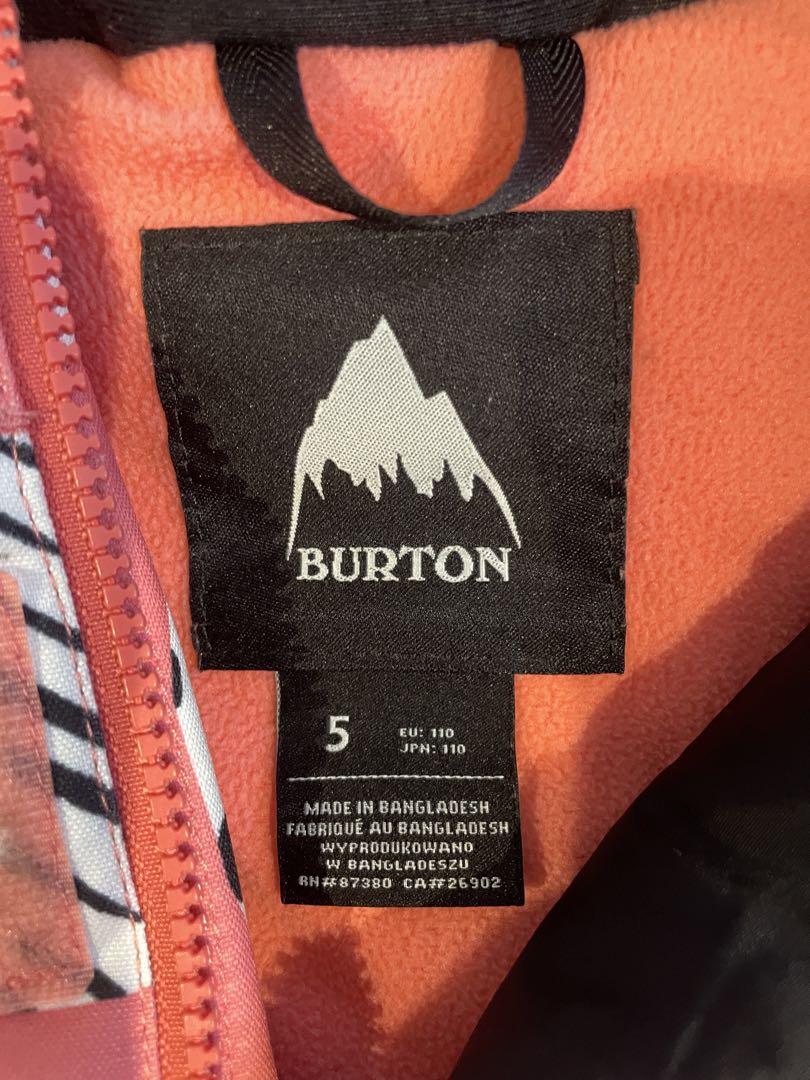 BURTON
5
EU: 110
JPN: 110
MADE IN BANGLADESH
FABRIQUÉ AU BANGLADESH
WYPRODUKOWANO
W BANGLADESZU
RN#87380 CA#26902